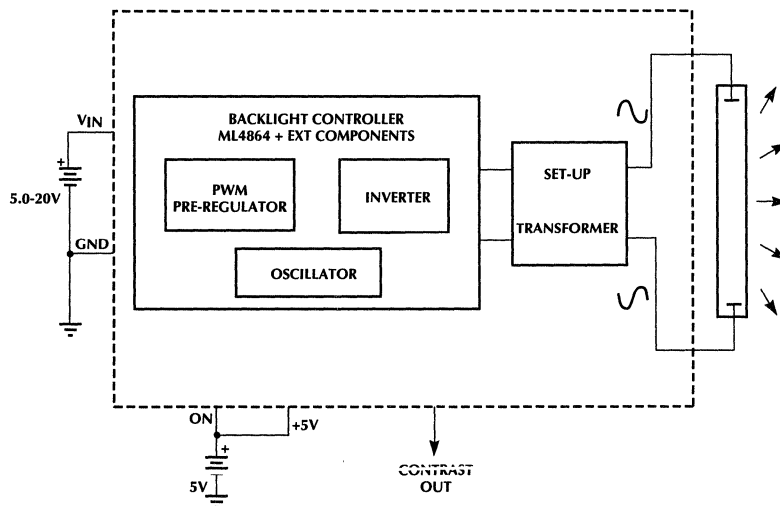 BACKLIGHT CONTROLLER
ML4864 + EXT COMPONENTS
VIN
+
5.0-20V
GND
PWM
PRE-REGULATOR
INVERTER
OSCILLATOR
SET-UP
TRANSFORMER
ON
+5V
+
5V
CONTRAST
OUT